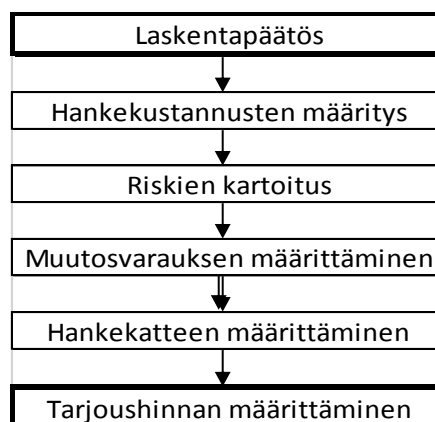 Laskentapäätös
Hankekustannusten määritys
Riskien kartoitus
Muutosvarauksen määrittäminen
Hankekatteen määrittäminen
Tarjoushinnan määrittäminen